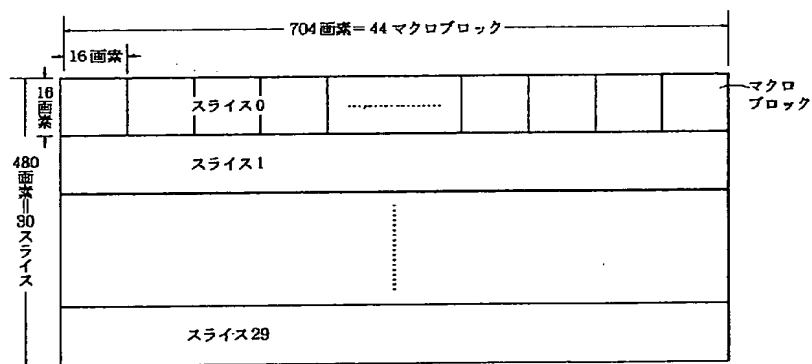 704画素=44マクロブロック
16画素
16画素
スライス0
マクロ
ブロック
480画素=30スライス
スライス1
スライス29